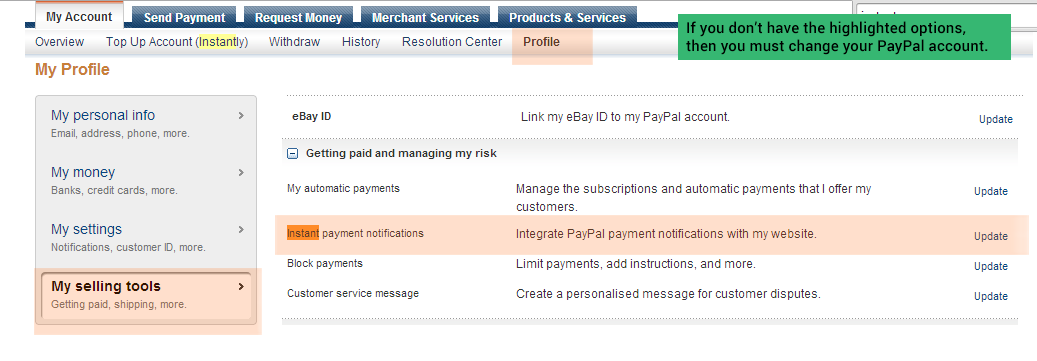 My Account Send Payment Request Money Merchant Services Products & Services
If you don't have the highlighted options,
then you must change your PayPal account.
Overview Top Up Account (Instantly) Withdraw History Resolution Center Profile
My Profile
My personal info
Email, address, phone, more.
My money
Banks, credit cards, more.
My settings
Notifications, customer ID, more.
My selling tools
Getting paid, shipping, more.
eBay ID Link my eBay ID to my PayPal account. Update
Getting paid and managing my risk
My automatic payments Manage the subscriptions and automatic payments that I offer my Update
customers.
Instant payment notifications Integrate PayPal payment notifications with my website. Update
Block payments Limit payments, add instructions, and more. Update
Customer service message Create a personalised message for customer disputes. Update